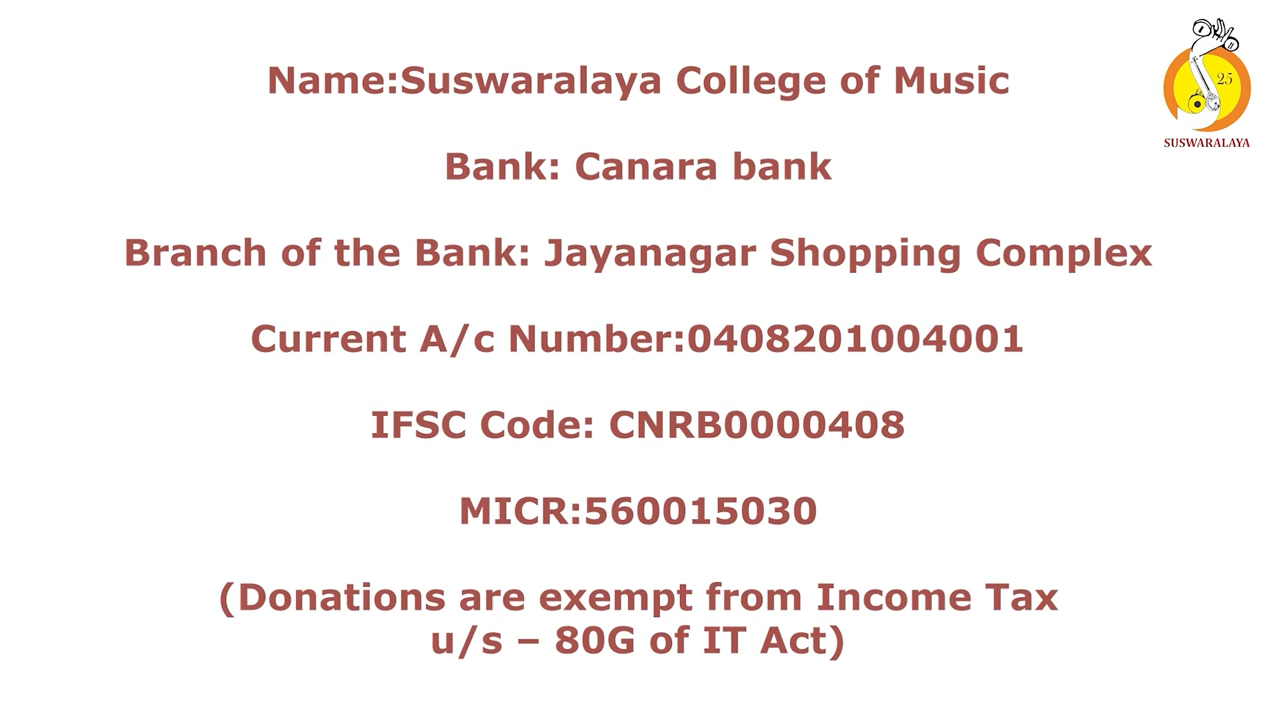 Name:Suswaralaya College of Music
25
SUSWARALAYA
Bank: Canara bank
Branch of the Bank: Jayanagar Shopping Complex
Current A/c Number:0408201004001
IFSC Code: CNRB0000408
MICR:560015030
(Donations are exempt from Income Tax
u/s – 80G of IT Act)